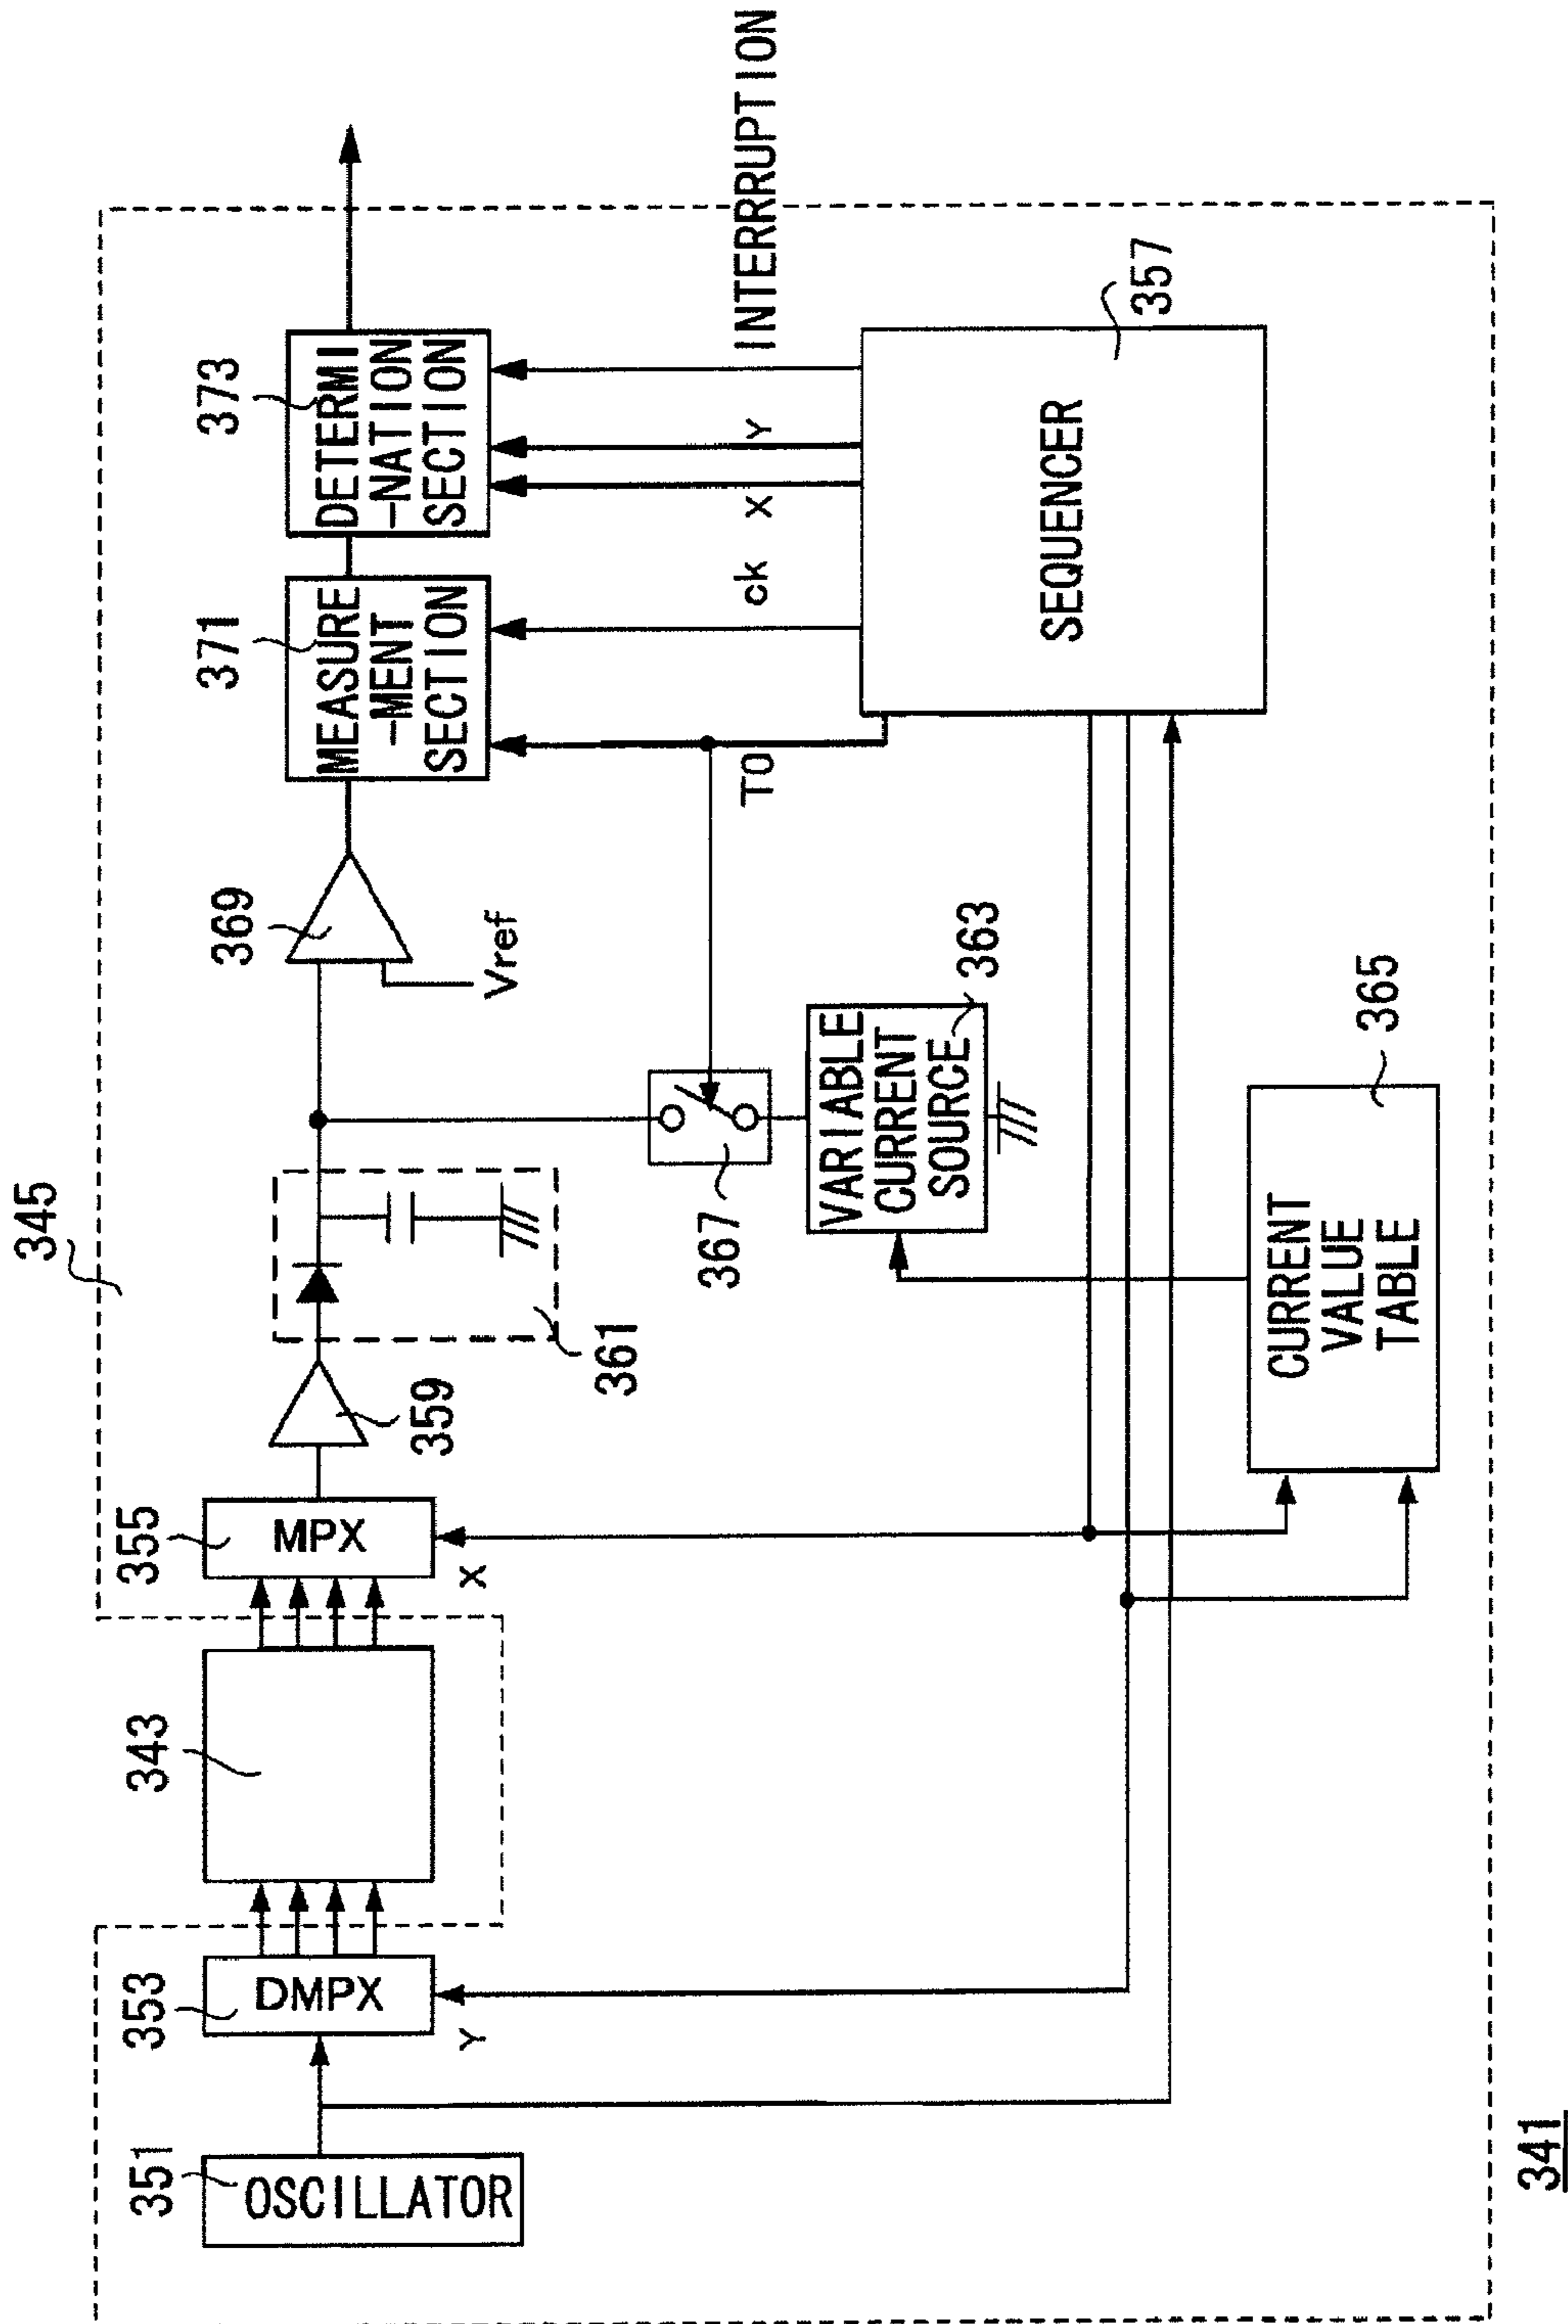 345
351
OSCILLATOR
353
DMPX
Y
343
355
MPX
X
359
361
369
Vref
367
VARIABLE
CURRENT
SOURCE
363
371
MEASURE
-MENT
SECTION
373
DETERMI
-NATION
SECTION
T0
ck
X
Y
INTERRRUPTION
SEQUENCER
357
CURRENT
VALUE
TABLE
365
341